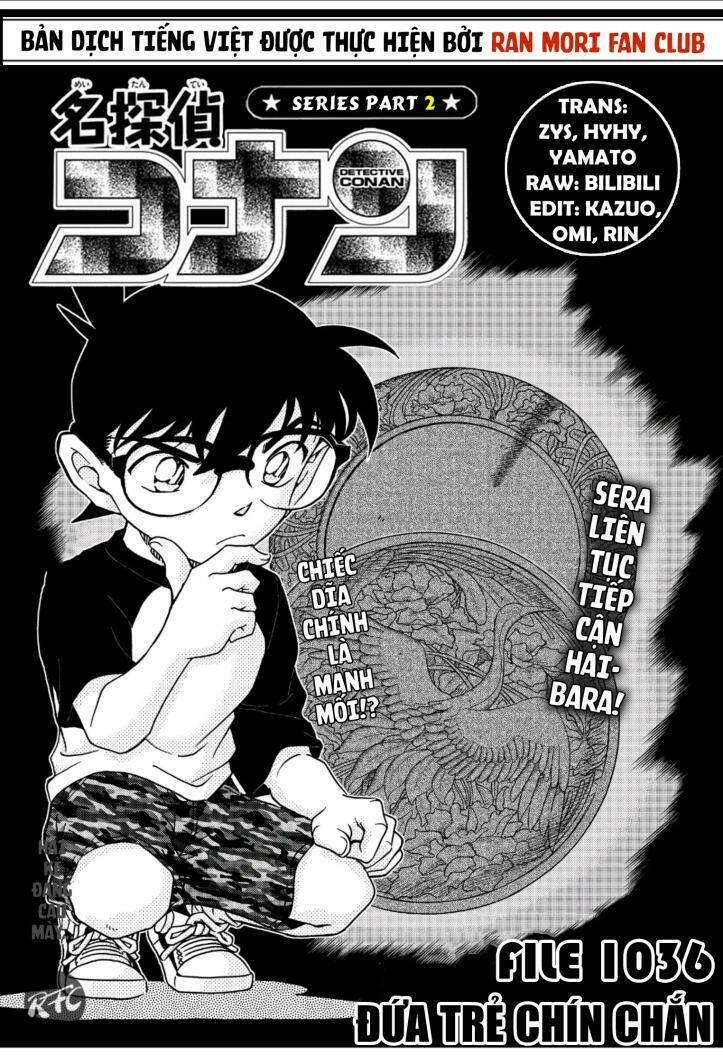 BẢN DỊCH TIẾNG VIỆT ĐƯỢC THỰC HIỆN BỞI RAN MORI FAN CLUB
★ SERIES PART 2 ★
めい たん てい
名探偵
コナン
DETECTIVE
CONAN
TRANS:
ZYS, HYHY,
YAMATO
RAW: BILIBILI
EDIT: KAZUO,
OMI, RIN
SERA
LIÊN
TỤC
TIẾP
CẬN
HAI-
BARA!
CHIẾC
DĨA
CHÍNH
LÀ
MANH
MỐI!?
ĐÁNG
MÀY
RFC
FILE 1036
ĐỨA TRẺ CHÍN CHẮN